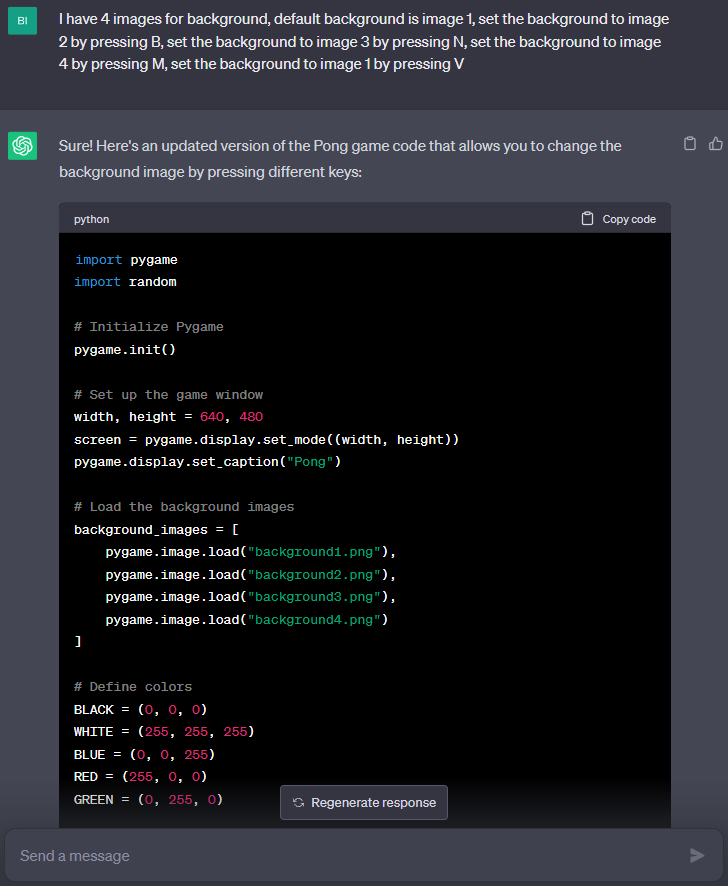 BI
I have 4 images for background, default background is image 1, set the background to image
2 by pressing B, set the background to image 3 by pressing N, set the background to image
4 by pressing M, set the background to image 1 by pressing V
Sure! Here's an updated version of the Pong game code that allows you to change the
background image by pressing different keys:
python
Copy code
import pygame
import random
# Initialize Pygame
pygame.init()
# Set up the game window
width, height = 640, 480
screen = pygame.display.set_mode((width, height))
pygame.display.set_caption("Pong")
# Load the background images
background_images = [
    pygame.image.load("background1.png"),
    pygame.image.load("background2.png"),
    pygame.image.load("background3.png"),
    pygame.image.load("background4.png")
]
# Define colors
BLACK = (0, 0, 0)
WHITE = (255, 255, 255)
BLUE = (0, 0, 255)
RED = (255, 0, 0)
GREEN = (0, 255, 0)
Regenerate response
Send a message